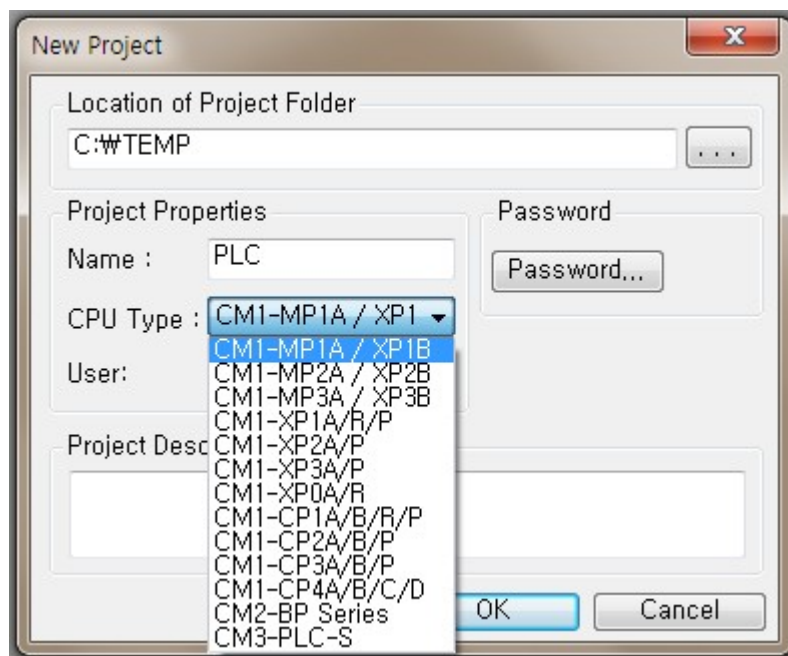 New Project
Location of Project Folder
C:₩TEMP
...
Project Properties
Password
Name :
PLC
Password...
CPU Type :
CM1-MP1A / XP1
CM1-MP1A / XP1B
CM1-MP2A / XP2B
User:
CM1-MP3A / XP3B
CM1-XP1A/R/P
Project Desc
CM1-XP2A/P
CM1-XP3A/P
CM1-XP0A/R
CM1-CP1A/B/R/P
CM1-CP2A/B/P
CM1-CP3A/B/P
CM1-CP4A/B/C/D
CM2-BP Series
CM3-PLC-S
OK
Cancel